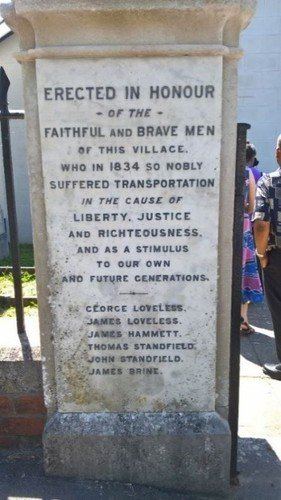 ERECTED IN HONOUR
- OF THE -
FAITHFUL AND BRAVE MEN
OF THIS VILLAGE,
WHO IN 1834 SO NOBLY
SUFFERED TRANSPORTATION
IN THE CAUSE OF
LIBERTY, JUSTICE
AND RIGHTEOUSNESS,
AND AS A STIMULUS
TO OUR OWN
AND FUTURE GENERATIONS.
GEORGE LOVELESS.
JAMES LOVELESS.
JAMES HAMMETT.
THOMAS STANDFIELD.
JOHN STANDFIELD.
JAMES BRINE.